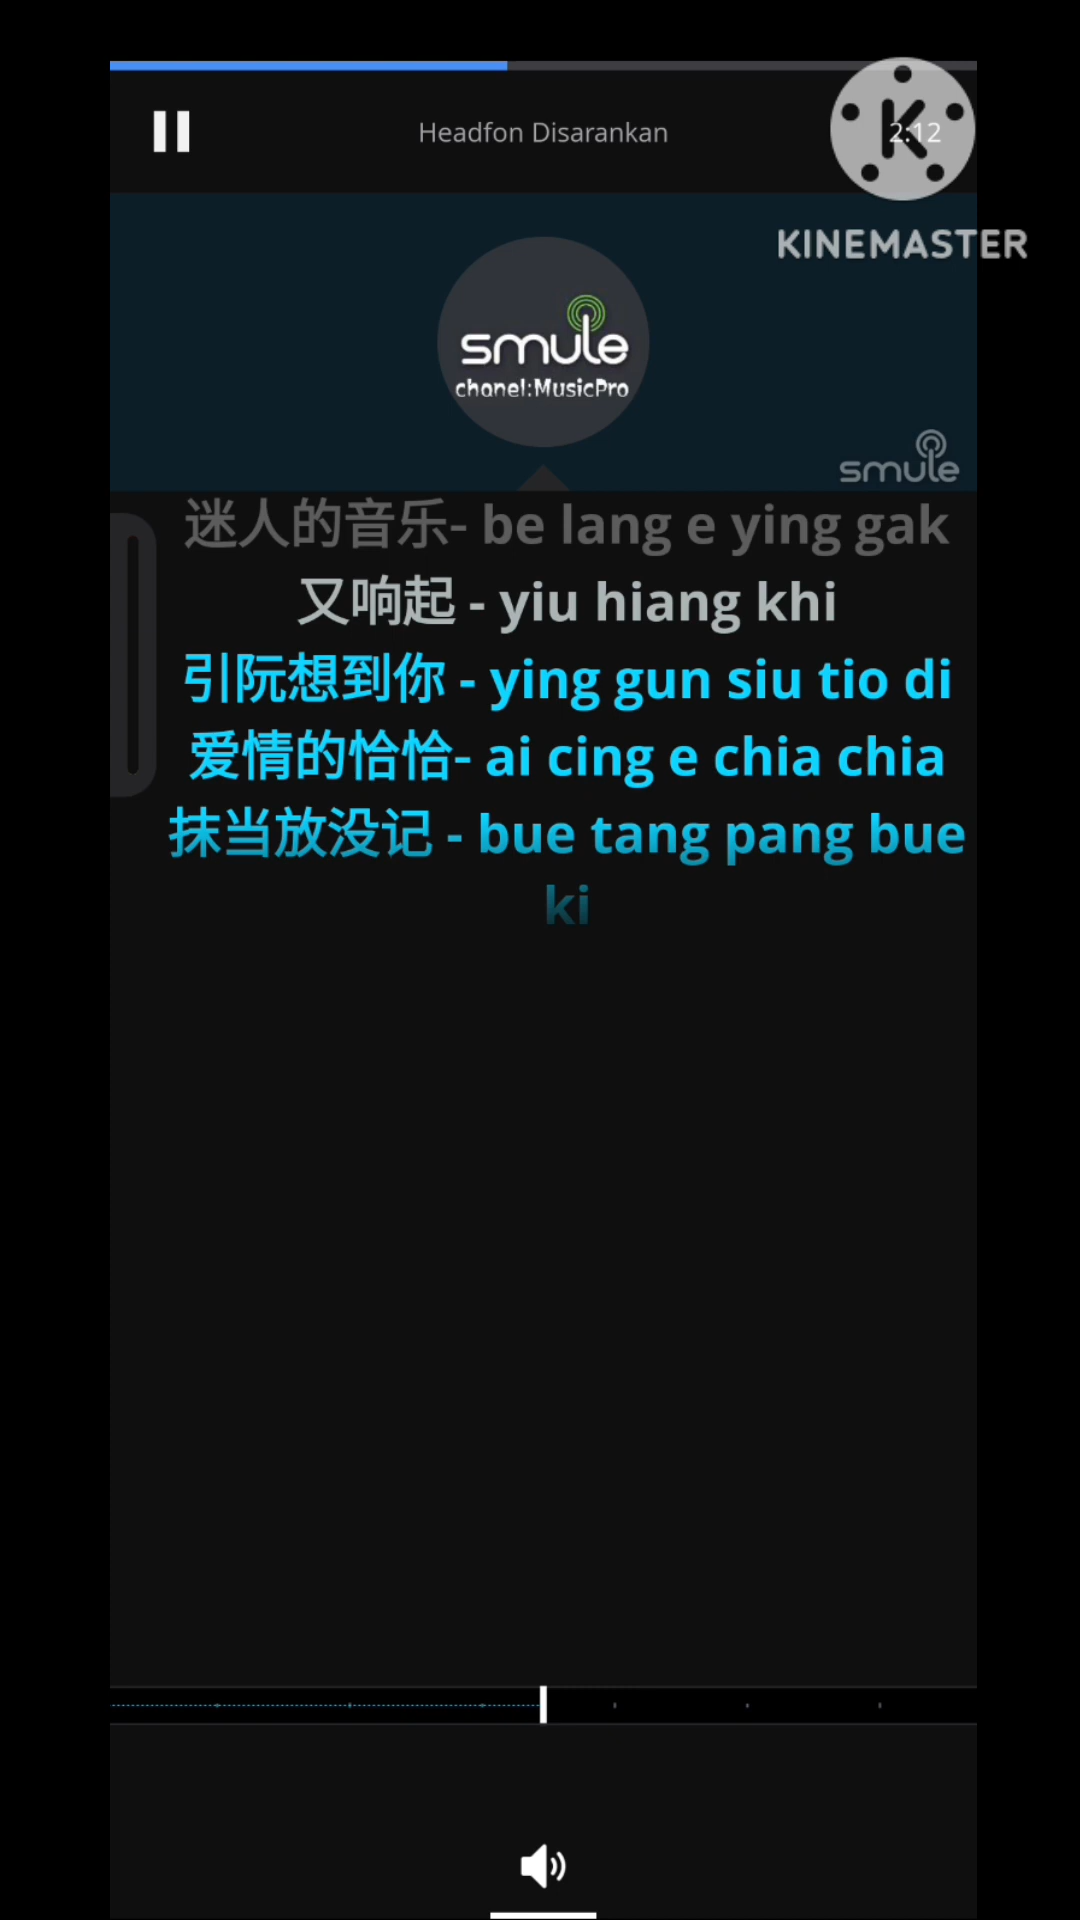 Headfon Disarankan
2:12
KINEMASTER
smule
chanel:MusicPro
smule
迷人的音乐- be lang e ying gak
又响起 - yiu hiang khi
引阮想到你 - ying gun siu tio di
爱情的恰恰- ai cing e chia chia
抹当放没记 - bue tang pang bue
ki